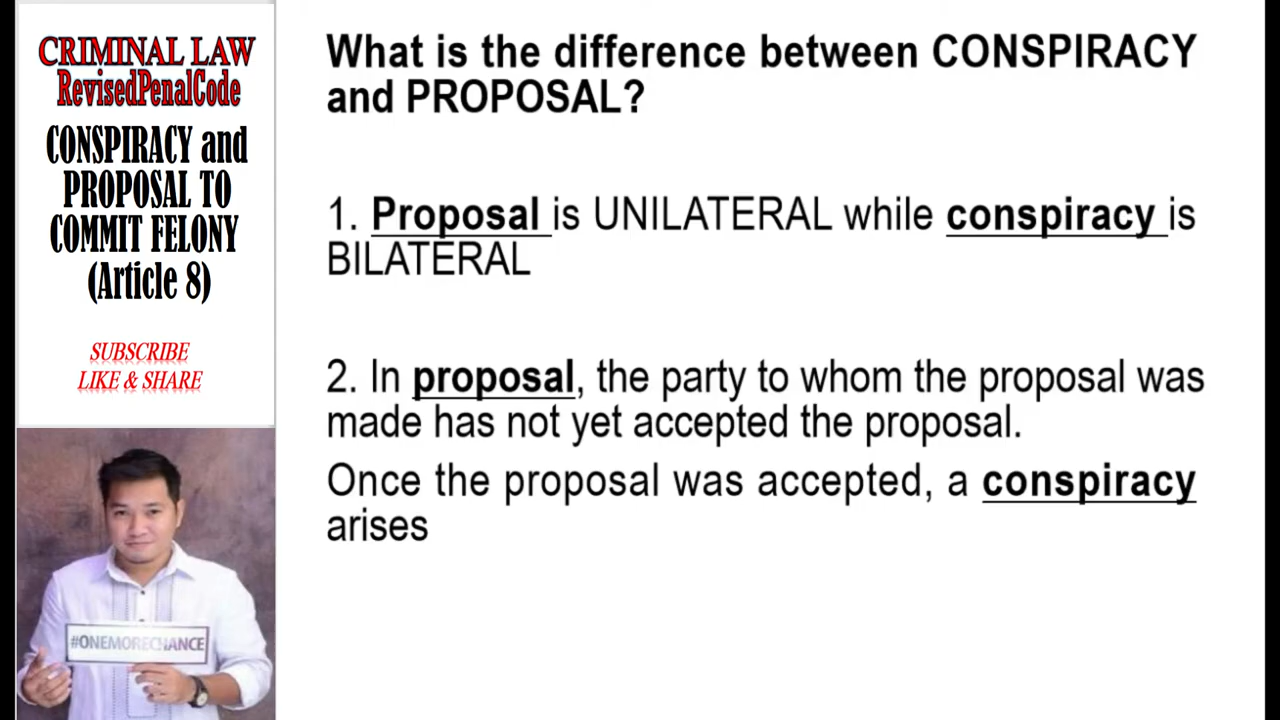 CRIMINAL LAW
RevisedPenalCode
CONSPIRACY and
PROPOSAL TO
COMMIT FELONY
(Article 8)
SUBSCRIBE
LIKE & SHARE
#ONEMORECHANCE
What is the difference between CONSPIRACY
and PROPOSAL?
1. Proposal is UNILATERAL while conspiracy is
BILATERAL
2. In proposal, the party to whom the proposal was
made has not yet accepted the proposal.
Once the proposal was accepted, a conspiracy
arises